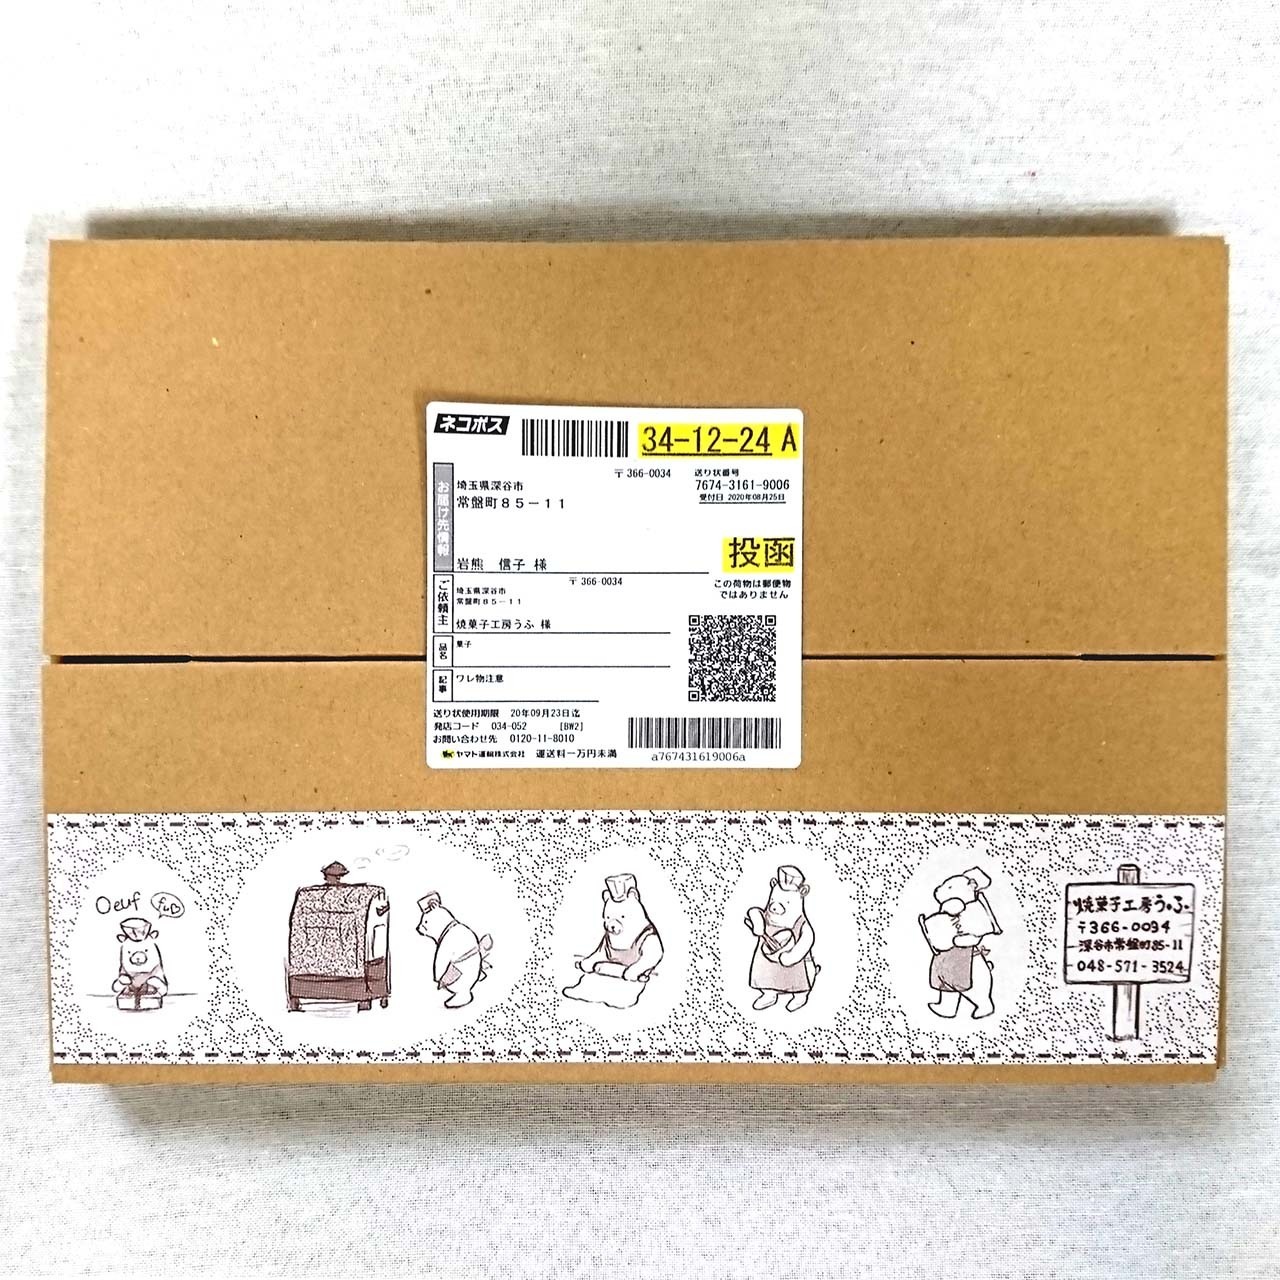 ネコポス
34-12-24 A
〒 366-0034
送り状番号
7674-3161-9006
受付日 2020年08月25日
お届け先情報
埼玉県深谷市
常盤町85-11
岩熊 信子 様
投函
この荷物は郵便物
ではありません
ご依頼主
〒 366-0034
埼玉県深谷市
常盤町85-11
焼菓子工房うふ 様
品名
菓子
記事
ワレ物注意
送り状使用期限 20年09月23日迄
発店コード 034-052 [BW2]
お問い合わせ先 0120-11-8010
ヤマト運輸株式会社 運送料一万円未満
a767431619006a
Oeuf
fu
焼菓子工房うふ
〒366-0034
深谷市常盤町85-11
048-571-3524